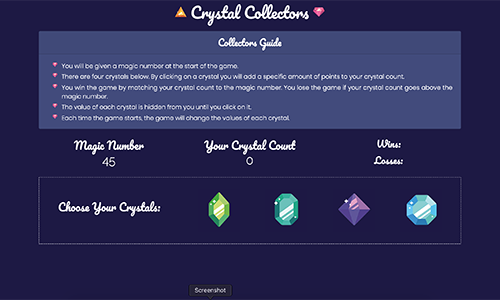 Crystal Collectors
Collectors Guide
You will be given a magic number at the start of the game.
There are four crystals below. By clicking on a crystal you will add a specific amount of points to your crystal count.
You win the game by matching your crystal count to the magic number. You lose the game if your crystal count goes above the
magic number.
The value of each crystal is hidden from you until you click on it.
Each time the game starts, the game will change the values of each crystal.
Magic Number
45
Your Crystal Count
0
Wins:
Losses:
Choose Your Crystals:
Screenshot